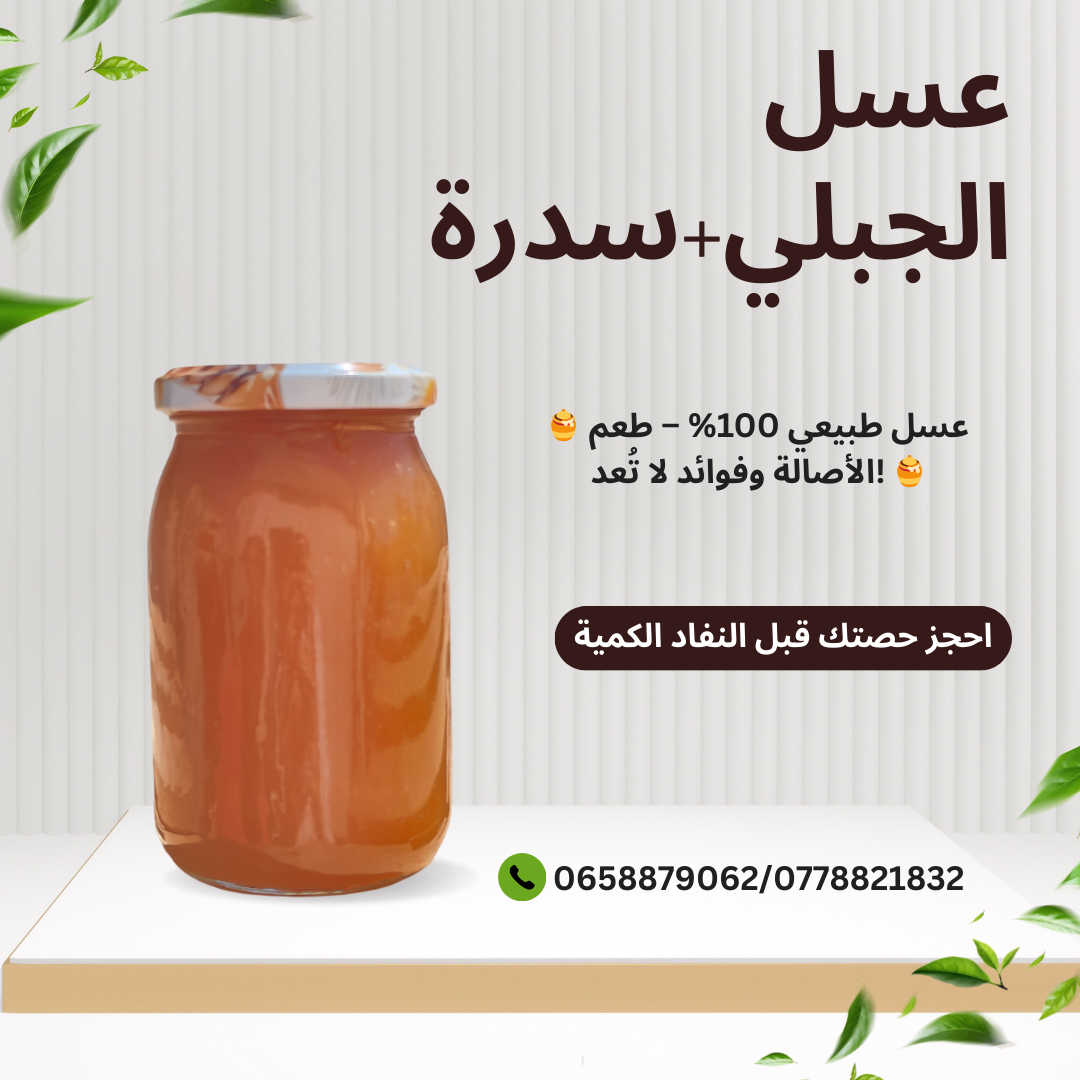 عسل
الجبلي+سدرة
🍯 عسل طبيعي 100% – طعم
الأصالة وفوائد لا تُعد! 🍯
احجز حصتك قبل النفاد الكمية
0658879062/0778821832